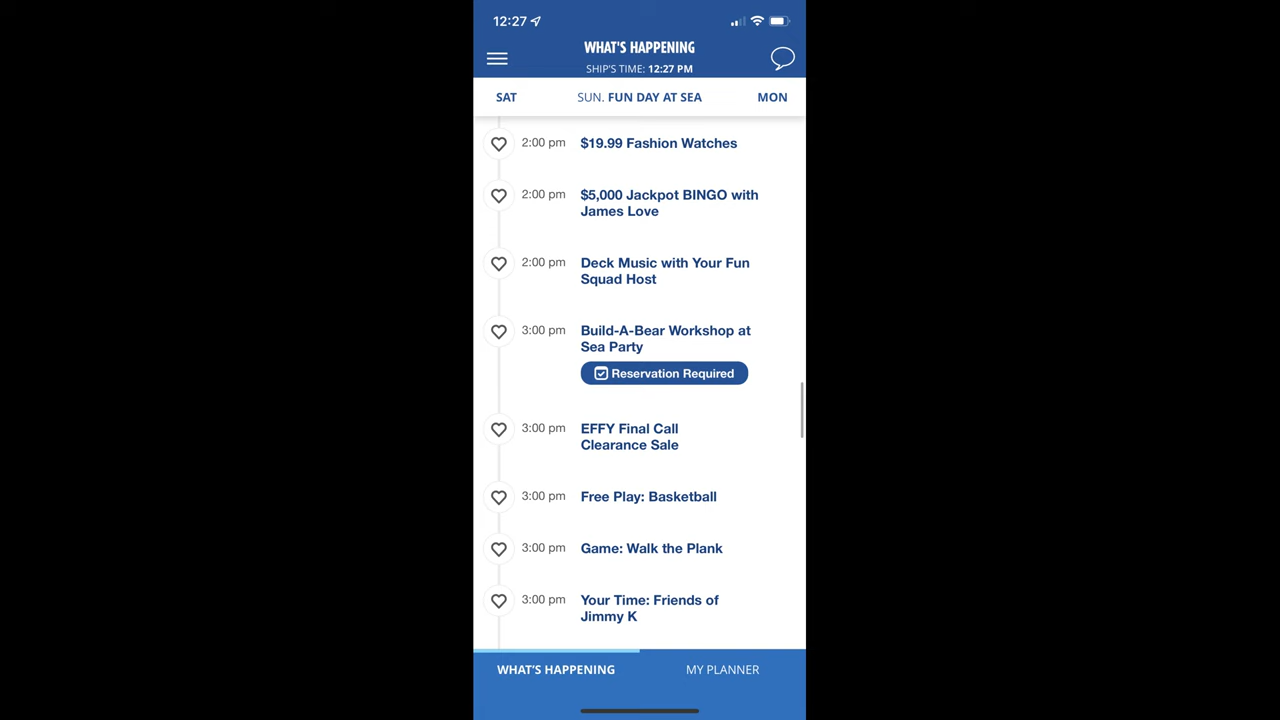 12:27
WHAT'S HAPPENING
SHIP'S TIME: 12:27 PM
SAT SUN. FUN DAY AT SEA MON
2:00 pm $19.99 Fashion Watches
2:00 pm $5,000 Jackpot BINGO with
James Love
2:00 pm Deck Music with Your Fun
Squad Host
3:00 pm Build-A-Bear Workshop at
Sea Party
Reservation Required
3:00 pm EFFY Final Call
Clearance Sale
3:00 pm Free Play: Basketball
3:00 pm Game: Walk the Plank
3:00 pm Your Time: Friends of
Jimmy K
WHAT'S HAPPENING MY PLANNER